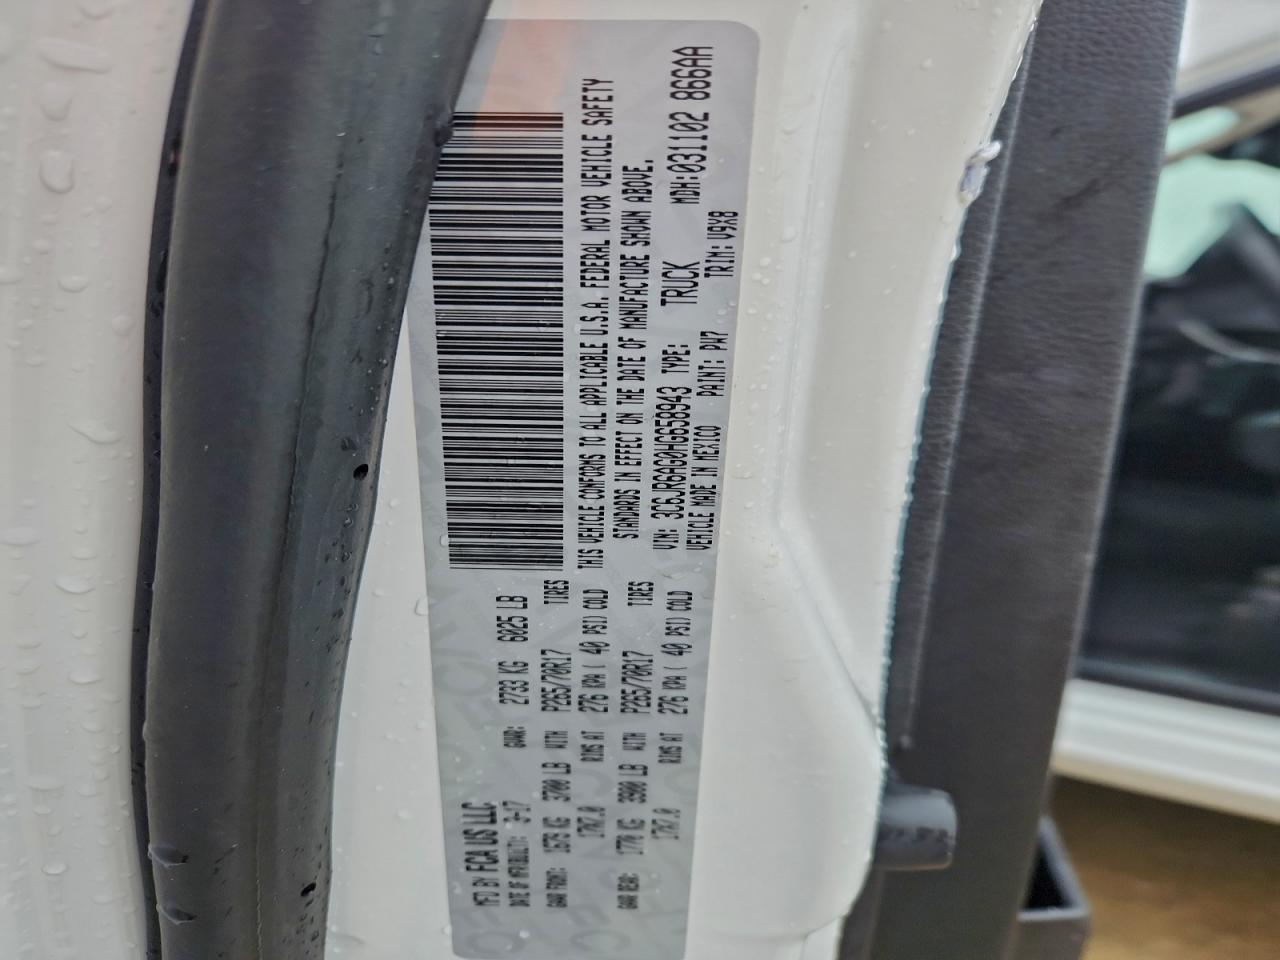 MFD BY FCA US LLC
DATE OF MFR(BUILT): 3-17 GVWR: 2733 KG 6025 LB
GAWR FRONT: 1679 KG 3700 LB WITH P265/70R17 TIRES
17X7.0 RIMS AT 276 KPA( 40 PSI) COLD
GAWR REAR: 1770 KG 3900 LB WITH P265/70R17 TIRES
17X7.0 RIMS AT 276 KPA( 40 PSI) COLD
THIS VEHICLE CONFORMS TO ALL APPLICABLE U.S.A. FEDERAL MOTOR VEHICLE SAFETY
STANDARDS IN EFFECT ON THE DATE OF MANUFACTURE SHOWN ABOVE.
VIN: 3C6JR6AG0HG658943 TYPE: TRUCK MDH:031102 866AA
VEHICLE MADE IN MEXICO PAINT: PW7 TRIM: V9X8